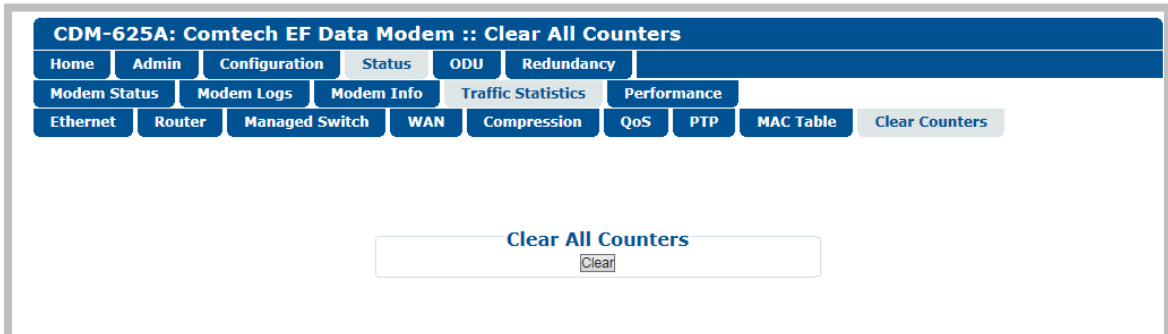 CDM-625A: Comtech EF Data Modem :: Clear All Counters
Home Admin Configuration Status ODU Redundancy
Modem Status Modem Logs Modem Info Traffic Statistics Performance
Ethernet Router Managed Switch WAN Compression QoS PTP MAC Table Clear Counters
Clear All Counters
Clear